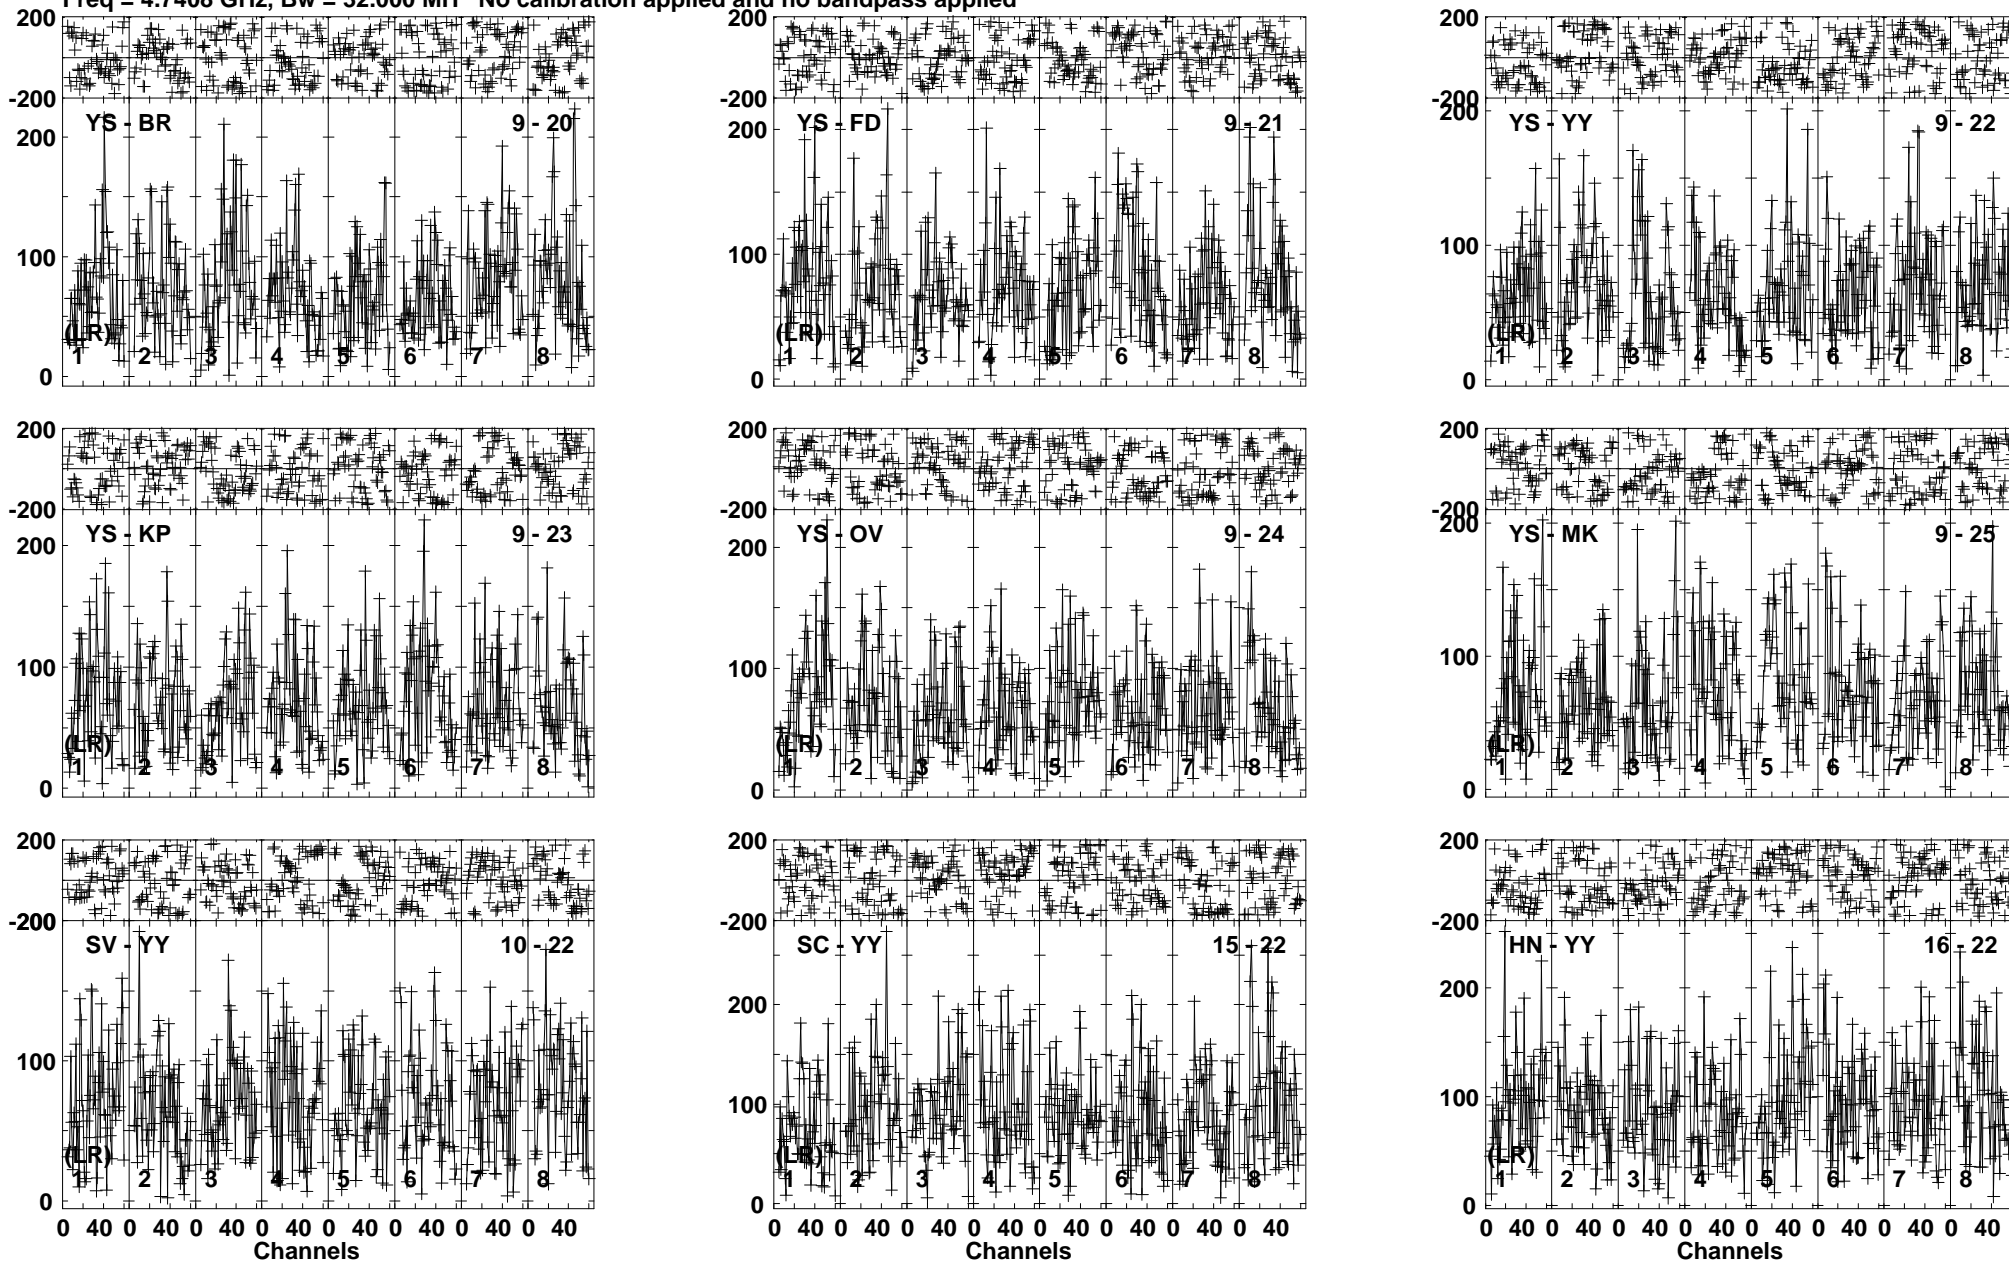 Freq = 4.7408 GHz, Bw = 32.000 MH No calibration applied and no bandpass applied
200 200 200
-200 -200 -200
YS - BR 9 - 20 YS - FD 9 - 21 YS - YY 9 - 22
200 200 200
100 100 100
(LR) (LR) (LR)
1 2 3 4 5 6 7 8 1 2 3 4 5 6 7 8 1 2 3 4 5 6 7 8
0 0 0
200 200 200
-200 -200 -200
YS - KP 9 - 23 YS - OV 9 - 24 YS - MK 9 - 25
200 200 200
100 100 100
(LR) (LR) (LR)
1 2 3 4 5 6 7 8 1 2 3 4 5 6 7 8 1 2 3 4 5 6 7 8
0 0 0
200 200 200
-200 -200 -200
SV - YY 10 - 22 SC - YY 15 - 22 HN - YY 16 - 22
200 200
100 100 100
(LR) (LR) (LR)
1 2 3 4 5 6 7 8 1 2 3 4 5 6 7 8 1 2 3 4 5 6 7 8
0 0 0
0 40 0 40 0 40 0 40 0 40 0 40 0 40 0 40 0 40 0 40 0 40 0 40 0 40 0 40 0 40 0 40 0 40 0 40 0 40 0 40 0 40 0 40 0 40 0 40
Channels Channels Channels